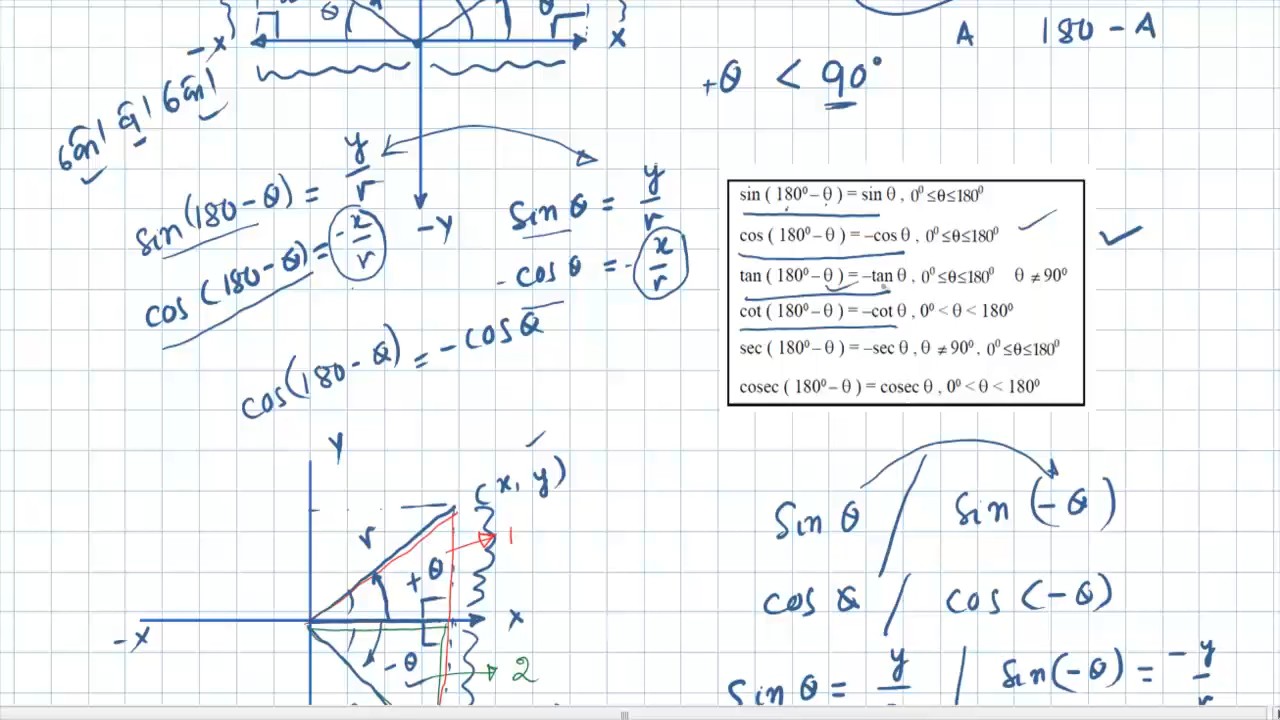 θ
θ
-x
x
A 180 - A
+θ < 90°
sin(180 - θ) = y/r
-Y
sin θ = y/r
cos(180 - θ) = -x/r
- cos θ = - x/r
cos(180 - θ) = - cos θ
sin ( 180⁰ – θ ) = sin θ , 0⁰ ≤θ≤180⁰
cos ( 180⁰ – θ ) = –cos θ , 0⁰≤θ≤180⁰
tan ( 180⁰ – θ ) = –tan θ , 0⁰≤θ≤180⁰ θ ≠ 90⁰
cot ( 180⁰ – θ ) = –cot θ , 0⁰ < θ < 180⁰
sec ( 180⁰ – θ ) = –sec θ , θ ≠ 90⁰, 0⁰≤θ≤180⁰
cosec ( 180⁰ – θ ) = cosec θ , 0⁰ < θ < 180⁰
Y
(x, y)
r
+θ
1
-x
x
-θ
2
Sin θ / Sin (-θ)
cos θ / cos (-θ)
Sin θ = y / Sin(-θ) = -y/r